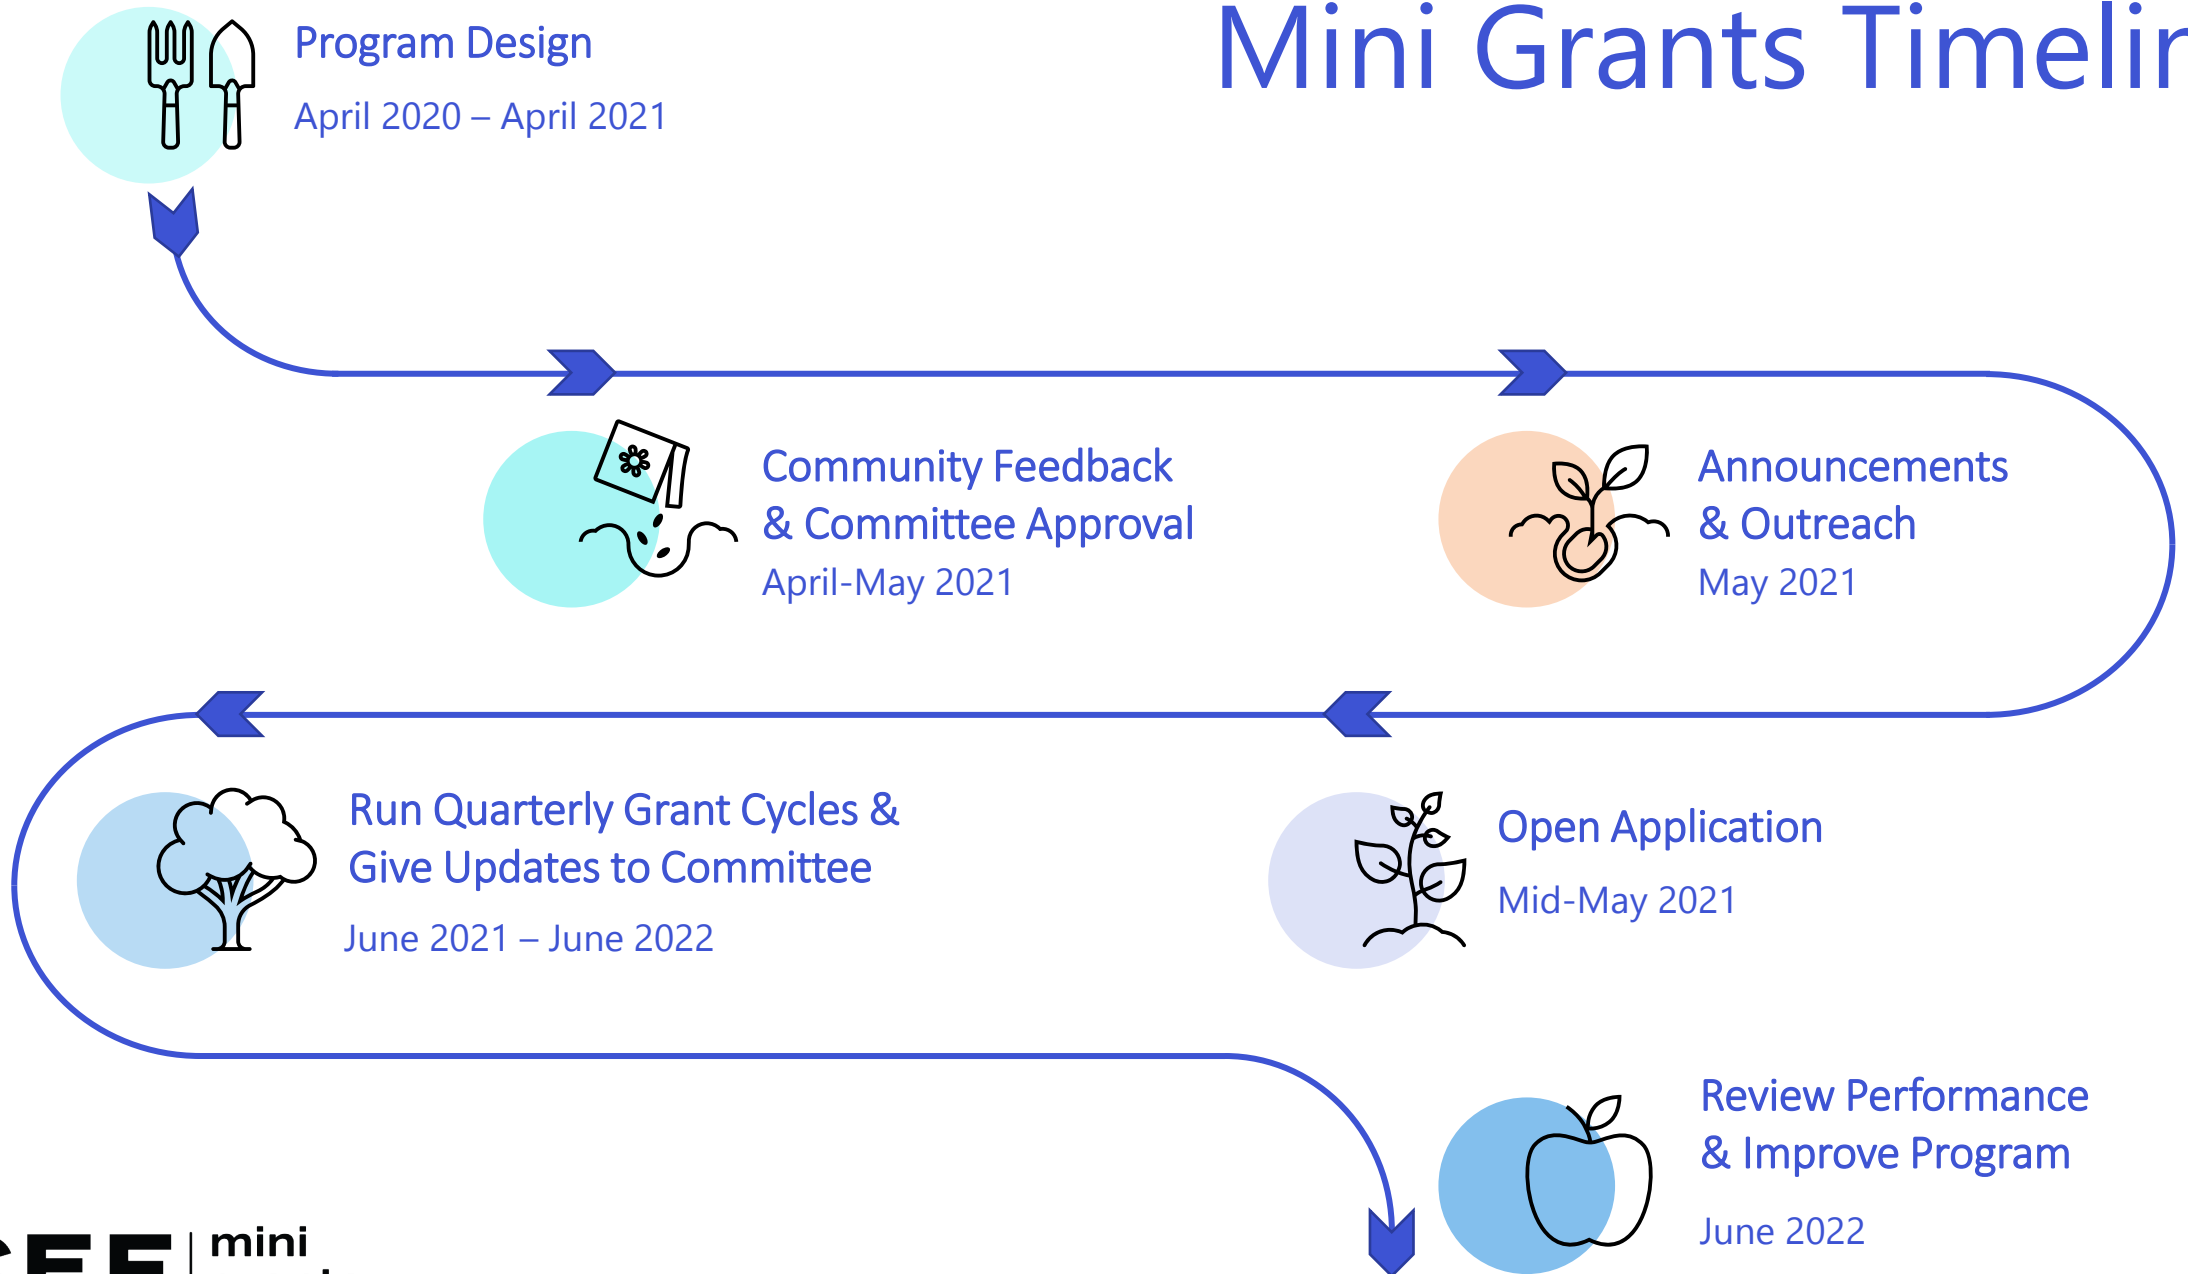 Mini Grants
Program Design
April 2020 – April 2021
Community Feedback
& Committee Approval
April-May 2021
Announcements
& Outreach
May 2021
Open Application
Mid-May 2021
Run Quarterly Grant Cycles &
Give Updates to Committee
June 2021 – June 2022
Review Performance
& Improve Program
June 2022
mini